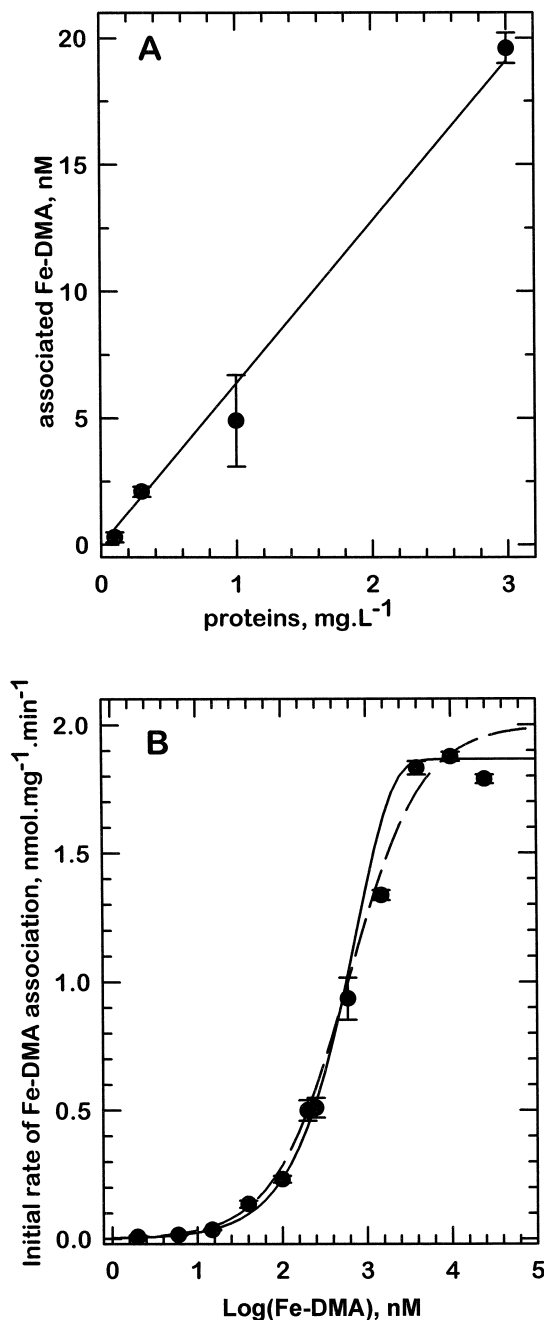 A
20
15
10
5
0
associated Fe-DMA, nM
0 1 2 3
proteins, mg.L-1
B
2.0
1.5
1.0
0.5
0.0
Initial rate of Fe-DMA association, nmol.mg-1.min-1
0 1 2 3 4 5
Log(Fe-DMA), nM